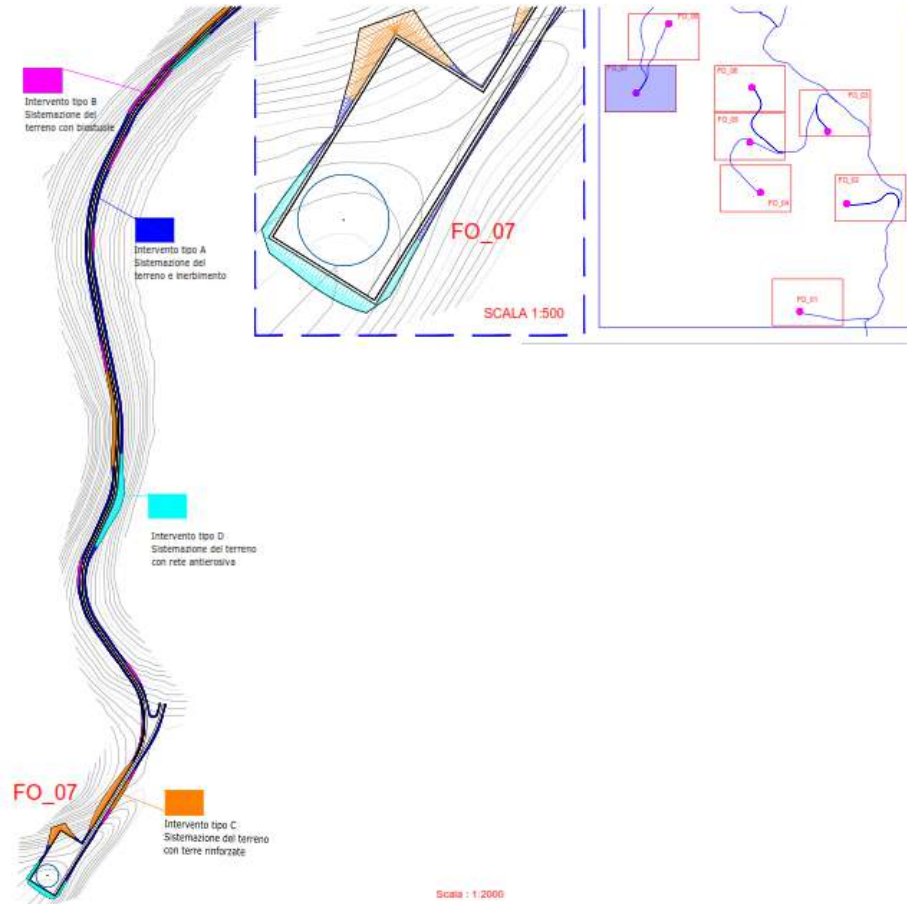 Intervento tipo B
Sistemazione del
terreno con biostuoie
Intervento tipo A
Sistemazione del
terreno e inerbimento
Intervento tipo D
Sistemazione del terreno
con rete antierosiva
FO_07
Intervento tipo C
Sistemazione del terreno
con terre rinforzate
FO_07
SCALA 1:500
FO_07
FO_06
FO_03
FO_05
FO_04
FO_02
FO_01
Scala : 1:2000